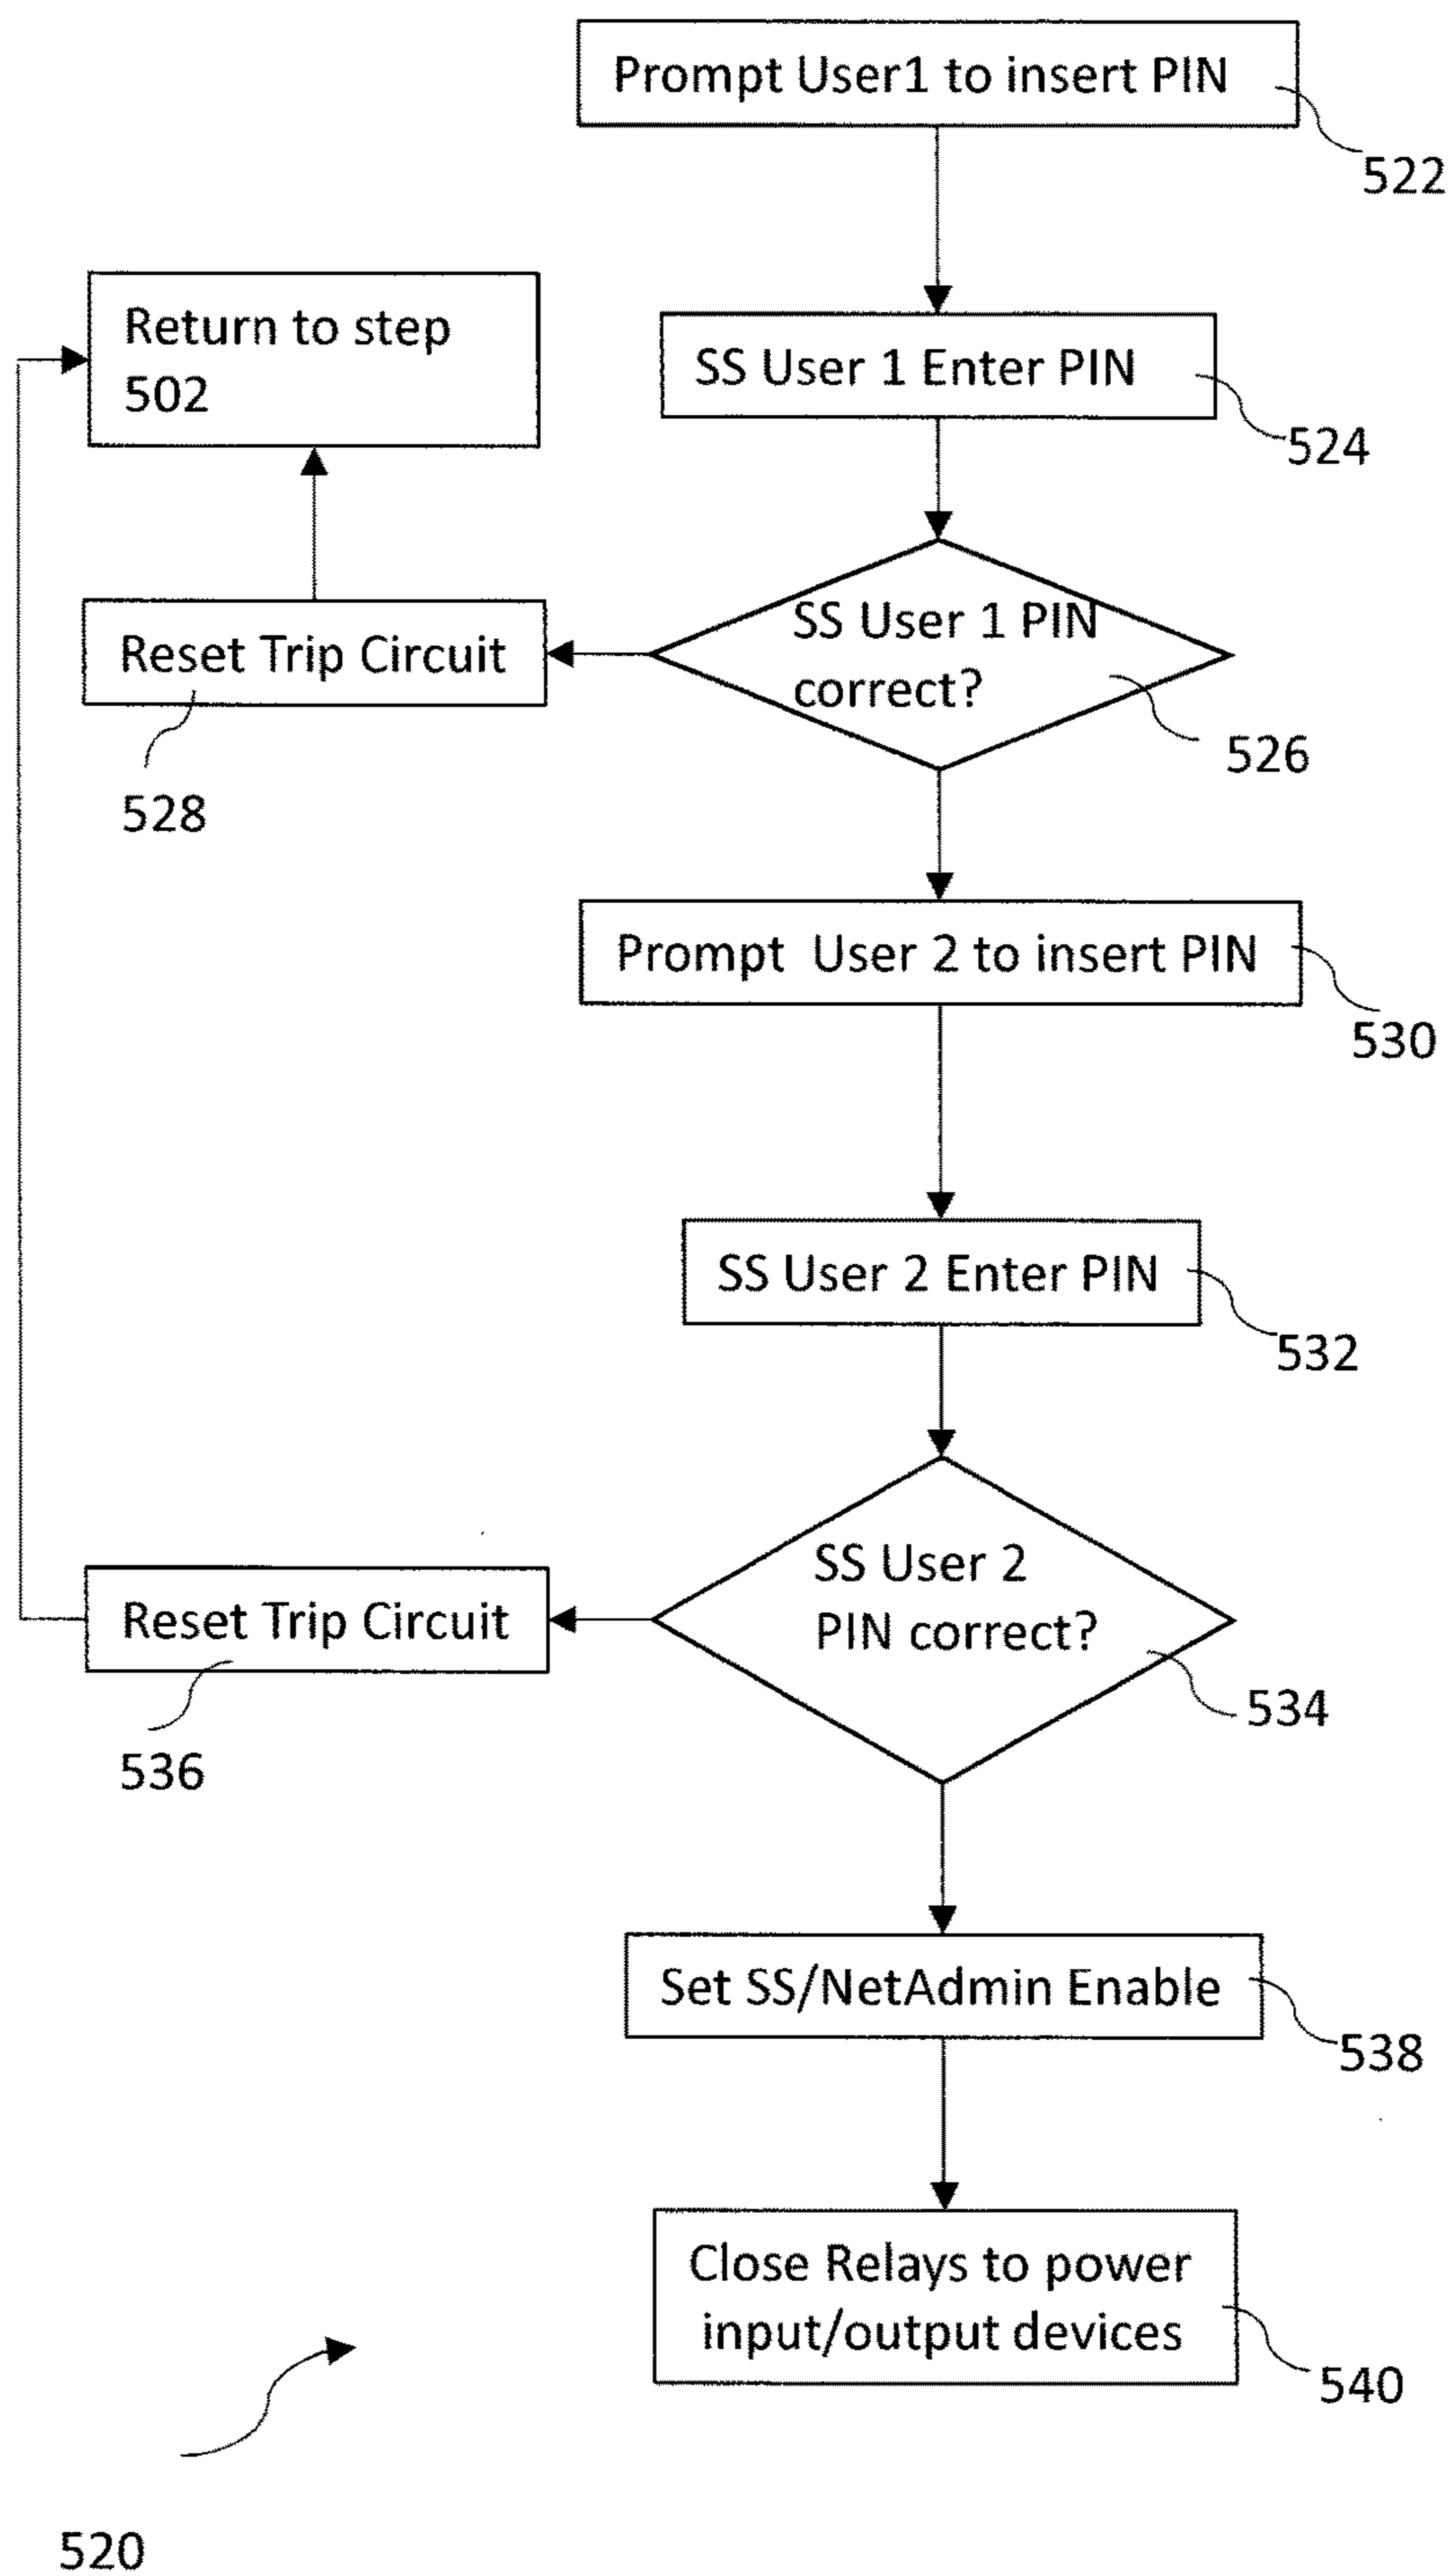 Prompt User1 to insert PIN
522
Return to step
502
SS User 1 Enter PIN
524
SS User 1 PIN
correct?
526
Reset Trip Circuit
528
Prompt  User 2 to insert PIN
530
SS User 2 Enter PIN
532
SS User 2
PIN correct?
534
Reset Trip Circuit
536
Set SS/NetAdmin Enable
538
Close Relays to power
input/output devices
540
520